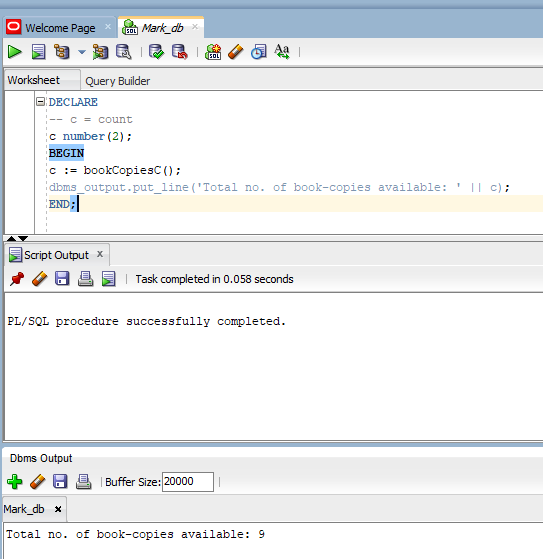 Welcome Page
Mark_db
Worksheet
Query Builder
DECLARE
-- c = count
c number(2);
BEGIN
c := bookCopiesC();
dbms_output.put_line('Total no. of book-copies available: ' || c);
END;
Script Output x
Task completed in 0.058 seconds
PL/SQL procedure successfully completed.
Dbms Output
Buffer Size: 20000
Mark_db x
Total no. of book-copies available: 9